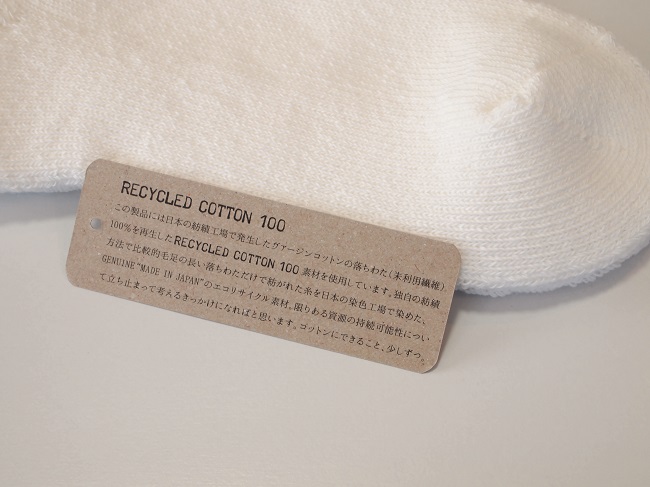 RECYCLED COTTON 100
この製品には日本の紡績工場で発生したヴァージンコットンの落ちわた(未利用繊維)
100%を再生したRECYCLED COTTON 100 素材を使用しています。独自の紡績
方法で比較的毛足の長い落ちわただけで紡がれた糸を日本の染色工場で染めた、
GENUINE“MADE IN JAPAN”のエコリサイクル素材。限りある資源の持続可能性につい
て立ち止まって考えるきっかけになればと思います。コットンにできること、少しずつ。